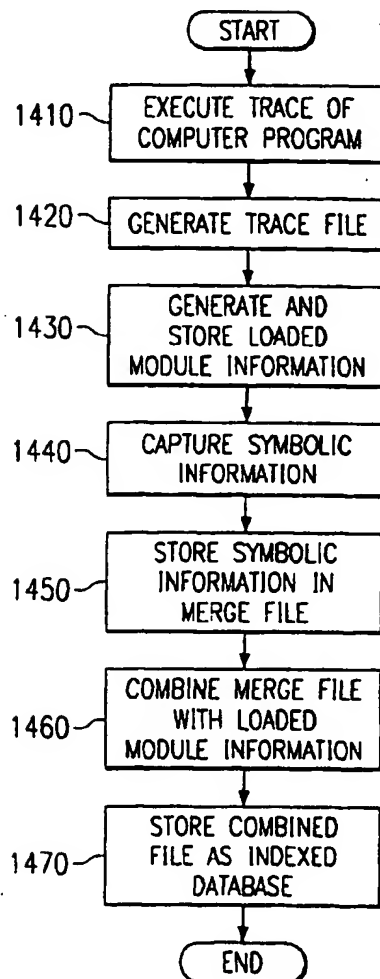 START
1410
EXECUTE TRACE OF
COMPUTER PROGRAM
1420
GENERATE TRACE FILE
1430
GENERATE AND
STORE LOADED
MODULE INFORMATION
1440
CAPTURE SYMBOLIC
INFORMATION
1450
STORE SYMBOLIC
INFORMATION IN
MERGE FILE
1460
COMBINE MERGE FILE
WITH LOADED
MODULE INFORMATION
1470
STORE COMBINED
FILE AS INDEXED
DATABASE
END